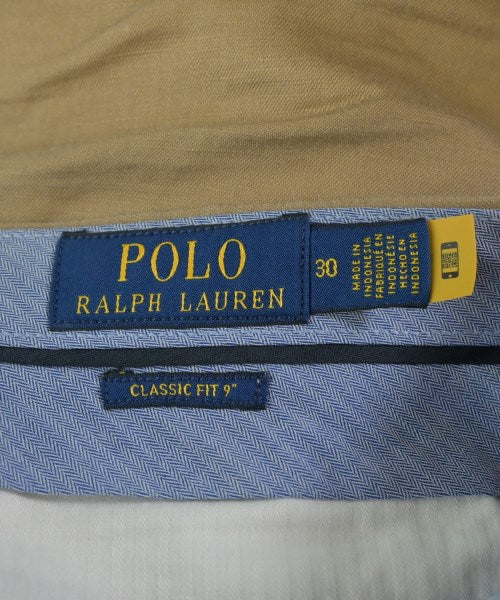 POLO
RALPH LAUREN
30
MADE IN
INDONESIA
FABRIQUÉ EN
INDONÉSIE
HECHO EN
INDONESIA
CLASSIC FIT 9"